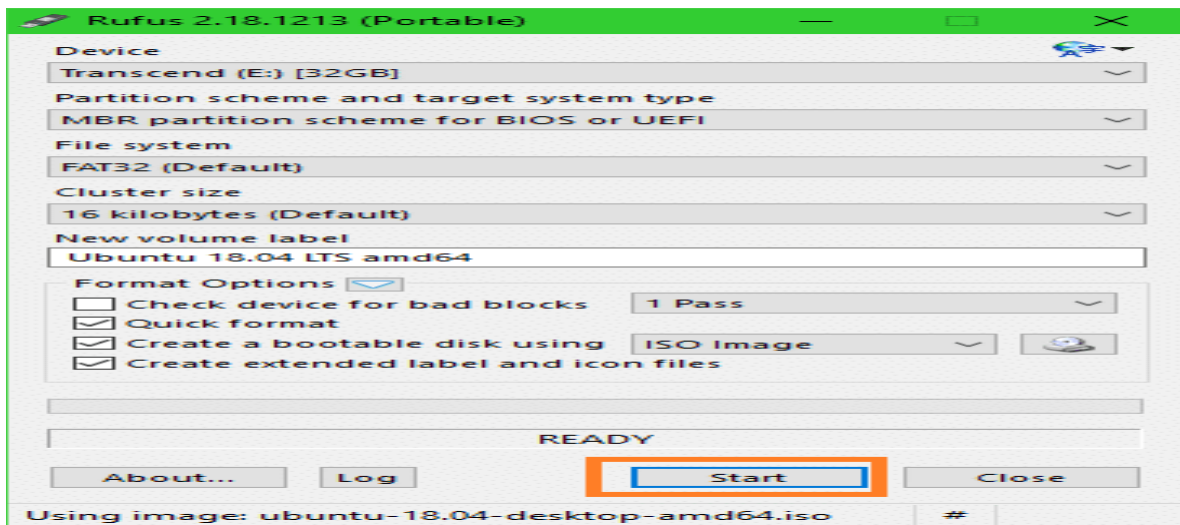 Rufus 2.18.1213 (Portable)
Device
Transcend (E:) [32GB]
Partition scheme and target system type
MBR partition scheme for BIOS or UEFI
File system
FAT32 (Default)
Cluster size
16 kilobytes (Default)
New volume label
Ubuntu 18.04 LTS amd64
Format Options
Check device for bad blocks 1 Pass
Quick format
Create a bootable disk using ISO Image
Create extended label and icon files
READY
About... Log Start Close
Using image: ubuntu-18.04-desktop-amd64.iso #